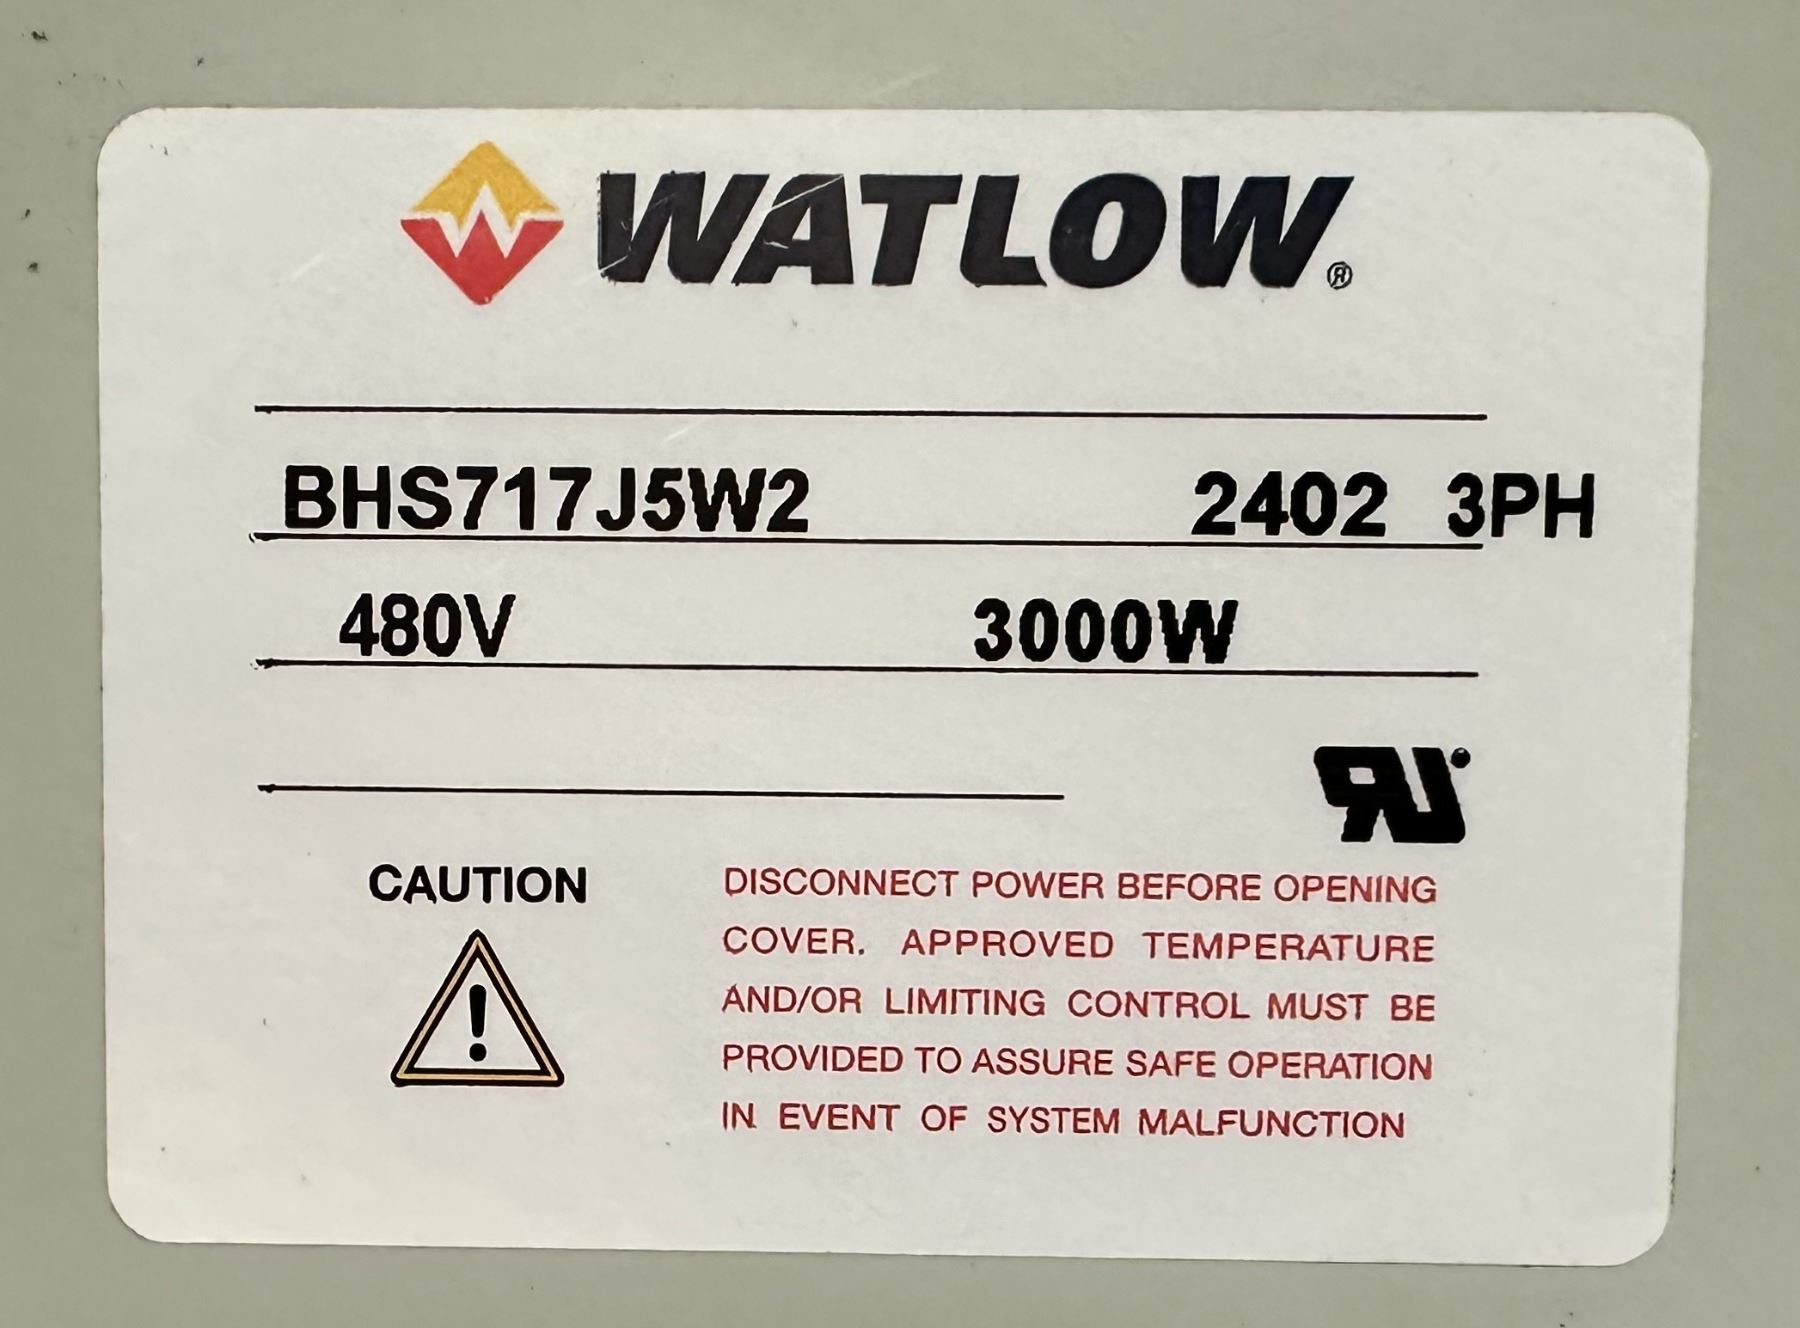 WATLOW®
BHS717J5W2 2402 3PH
480V 3000W
CAUTION
DISCONNECT POWER BEFORE OPENING
COVER. APPROVED TEMPERATURE
AND/OR LIMITING CONTROL MUST BE
PROVIDED TO ASSURE SAFE OPERATION
IN EVENT OF SYSTEM MALFUNCTION